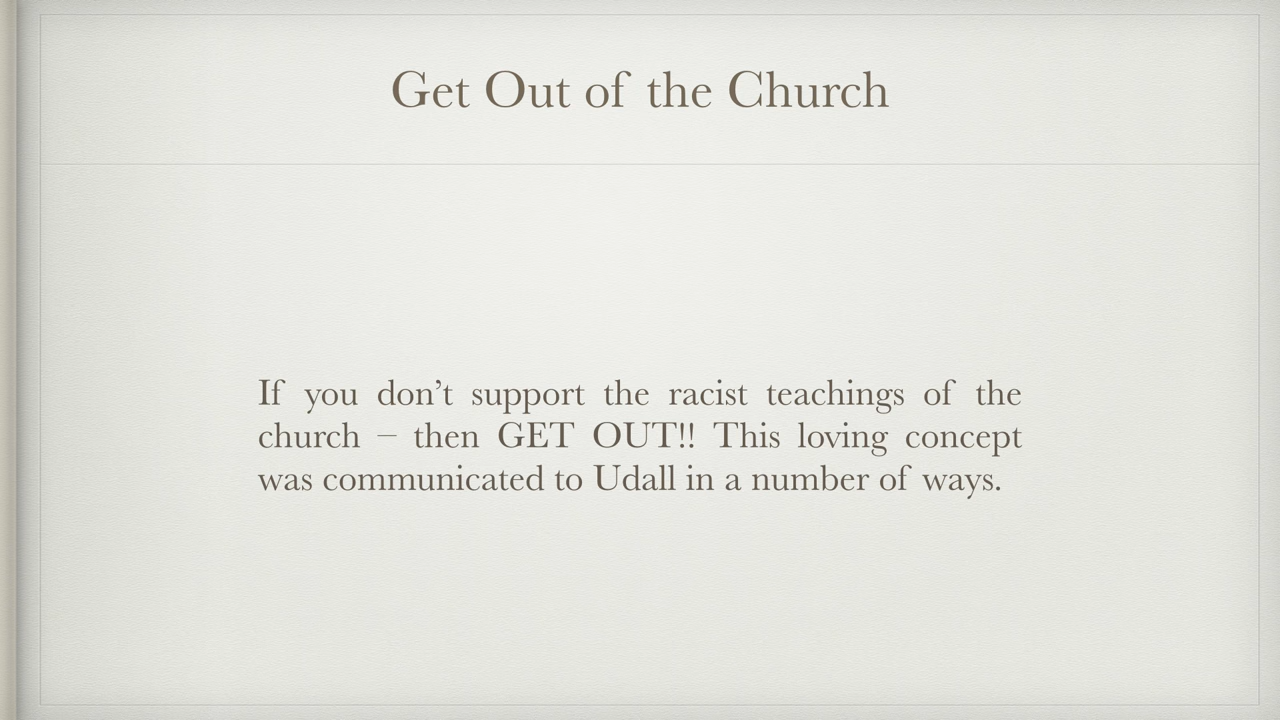 Get Out of the Church
If you don’t support the racist teachings of the
church – then GET OUT!! This loving concept
was communicated to Udall in a number of ways.